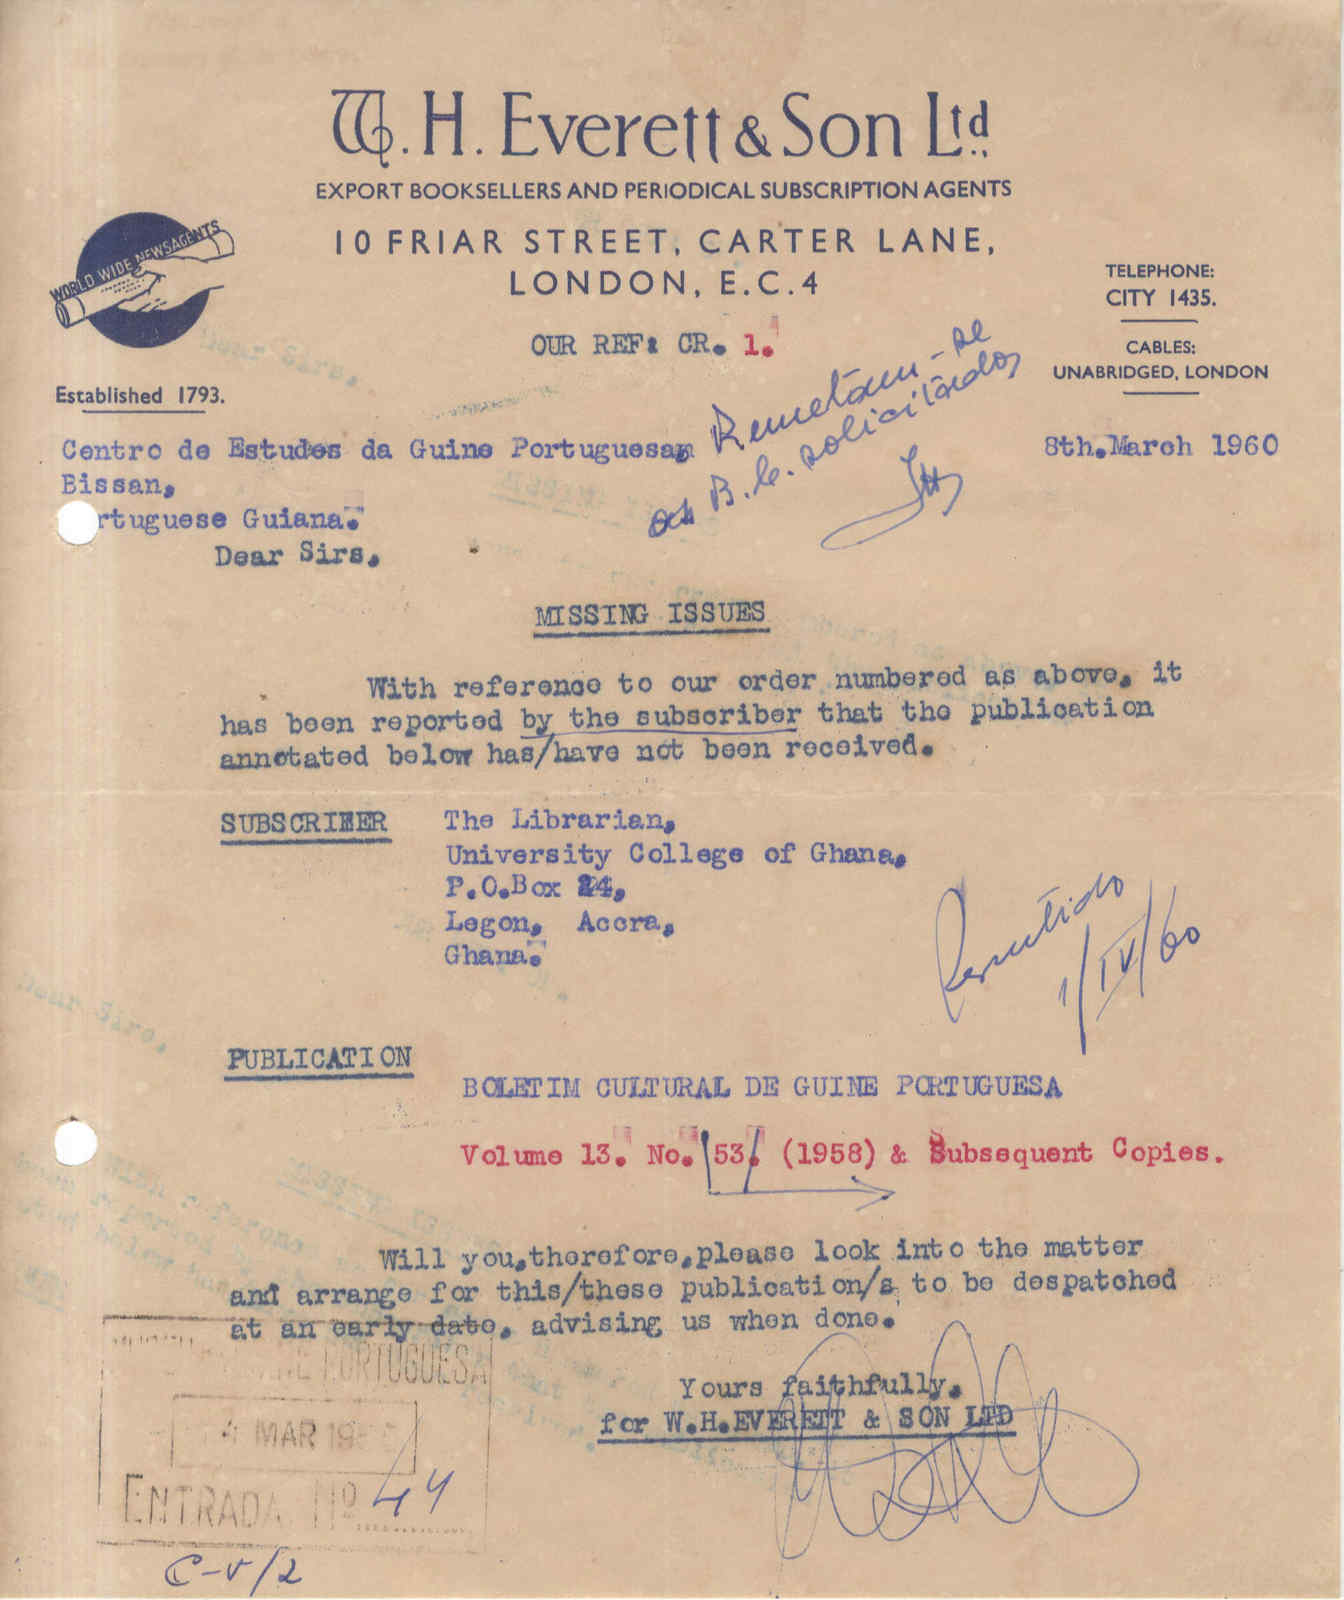 W. H. Everett & Son Ltd.,
EXPORT BOOKSELLERS AND PERIODICAL SUBSCRIPTION AGENTS
10 FRIAR STREET, CARTER LANE,
LONDON, E.C.4
WORLD WIDE NEWSAGENTS
Established 1793.
TELEPHONE:
CITY 1435.
CABLES:
UNABRIDGED, LONDON
OUR REF: CR. 1.
Remetam-se
os B.C. solicitados
8th.March 1960
Centro de Estudos da Guine Portuguesa,
Bissan,
rtuguese Guiana.
Dear Sirs,
MISSING ISSUES
With reference to our order numbered as above, it
has been reported by the subscriber that the publication
annotated below has/have not been received.
SUBSCRIBER
The Librarian,
University College of Ghana,
P.O.Box 24,
Legon, Accra,
Ghana.
Remetido
1/IV/60
PUBLICATION
BOLETIM CULTURAL DE GUINE PORTUGUESA
Volume 13. No. 53. (1958) & Subsequent Copies.
Will you,therefore,please look into the matter
and arrange for this/these publication/s to be despatched
at an early date, advising us when done.
Yours faithfully,
for W.H.EVERETT & SON LTD
PORTUGUESA
4 MAR 19
ENTRADA Nº 44
C-V/2